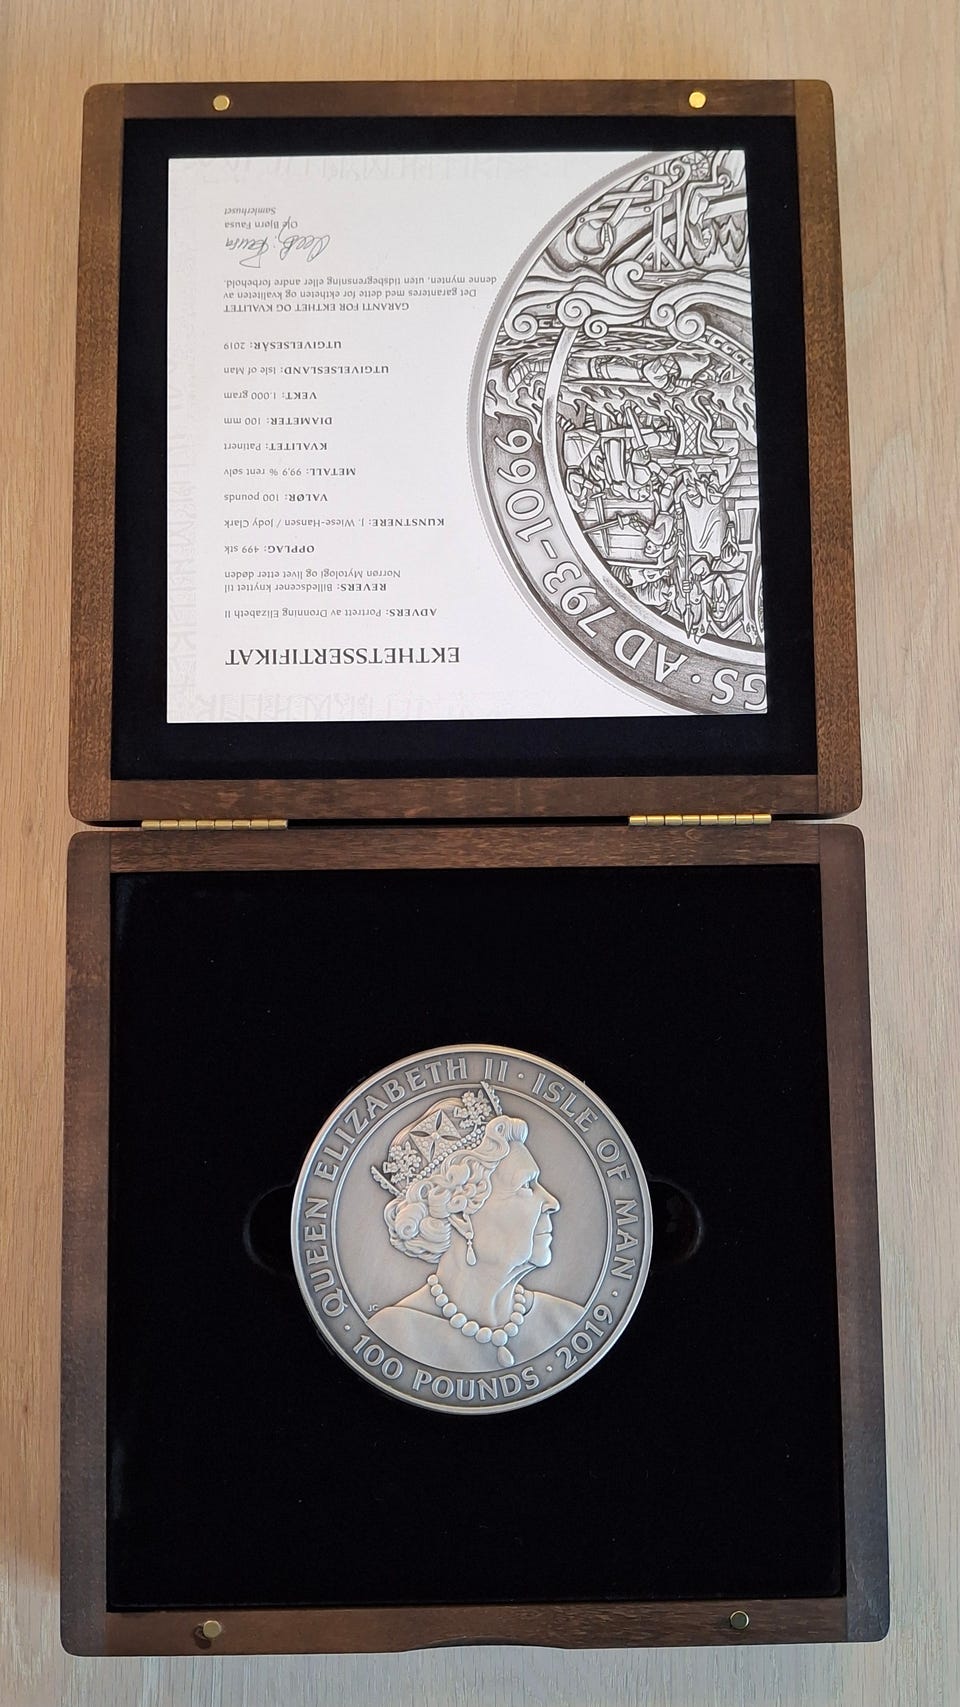 EKTHETSSERTIFIKAT
ADVERS: Portrett av Dronning Elizabeth II
REVERS: Billedscener knyttet til
Norrøn Mytologi og livet etter døden
OPPLAG: 499 stk
KUNSTNERE: J. Wiese-Hansen / Jody Clark
VALØR: 100 pounds
METALL: 99,9 % rent sølv
KVALITET: Patinert
DIAMETER: 100 mm
VEKT: 1.000 gram
UTGIVELSESLAND: Isle of Man
UTGIVELSESÅR: 2019
GARANTI FOR EKTHET OG KVALITET
Det garanteres med dette for ektheten og kvaliteten av
denne mynten, uten tidsbegrensning eller andre forbehold.
Ole Bjørn Fausa
Samlerhuset
GS · AD 793-1066
QUEEN ELIZABETH II · ISLE OF MAN ·
· 100 POUNDS · 2019
JC